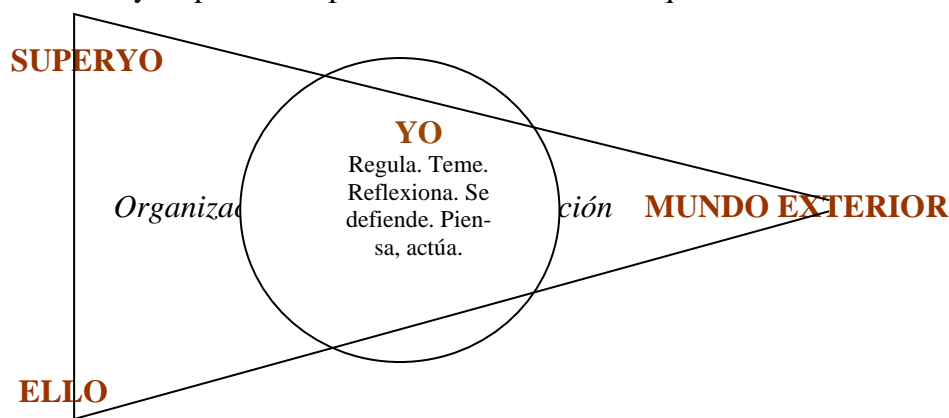 SUPERYO
YO
Regula. Teme.
Reflexiona. Se
defiende. Pien-
sa, actúa.
Organizac
ción
MUNDO EXTERIOR
ELLO